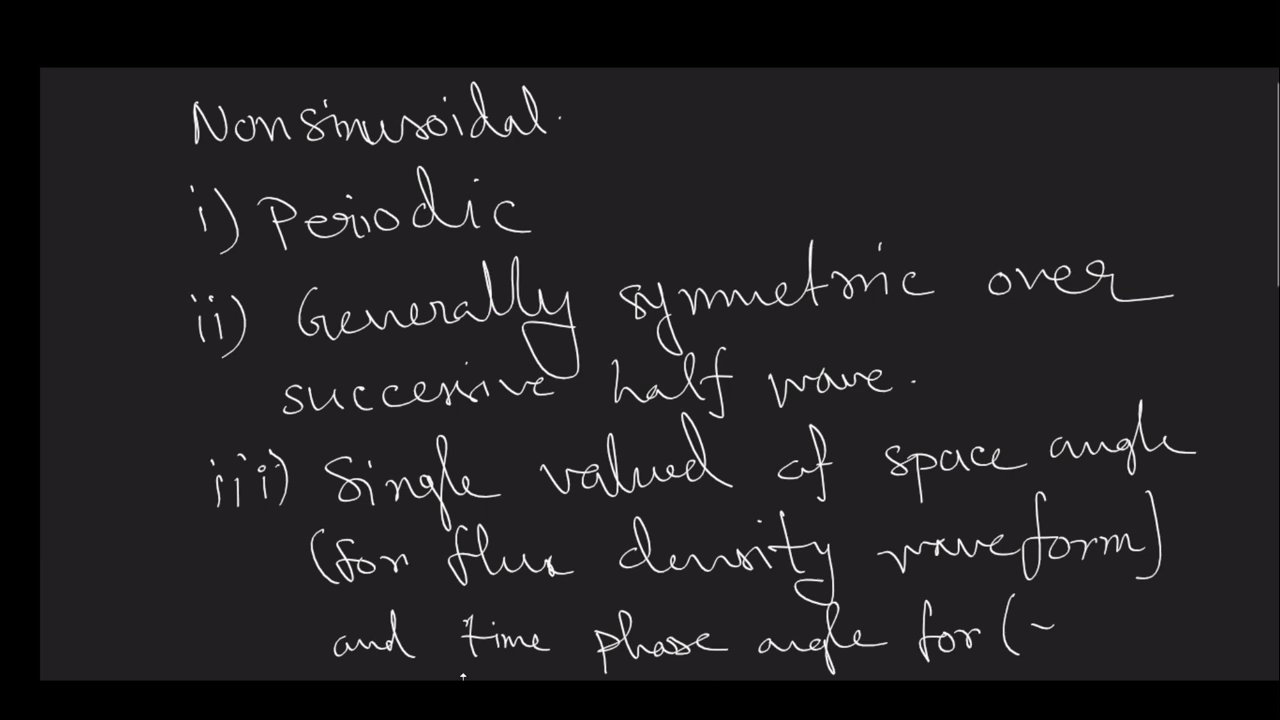 Nonsinusoidal.
i) Periodic
ii) Generally symmetric over
successive half wave.
iii) Single valued of space angle
(for flux density waveform)
and time phase angle for (